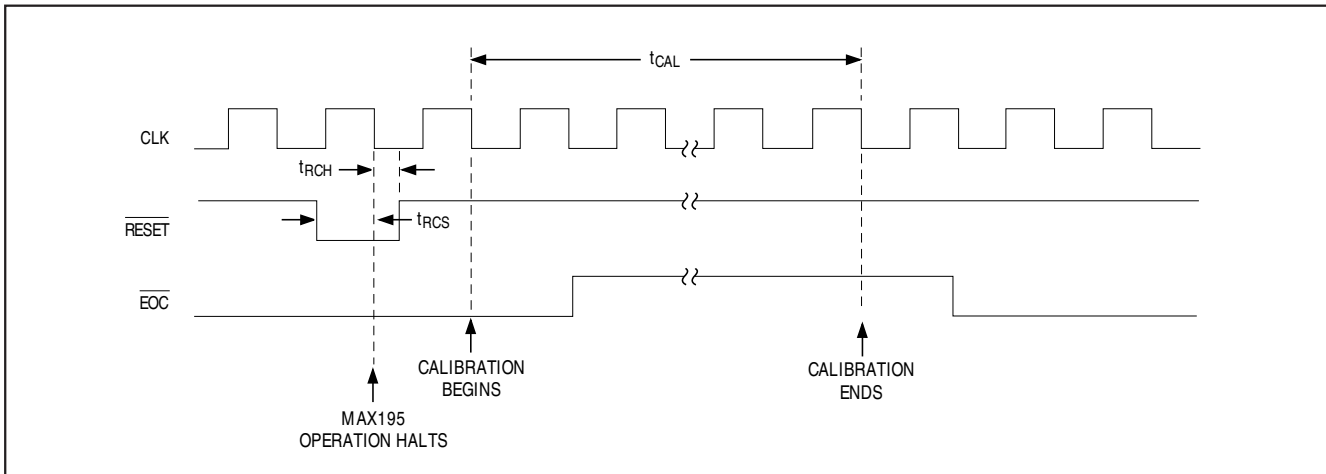 tCAL
CLK
tRCH
RESET
tRCS
EOC
CALIBRATION
BEGINS
CALIBRATION
ENDS
MAX195
OPERATION HALTS